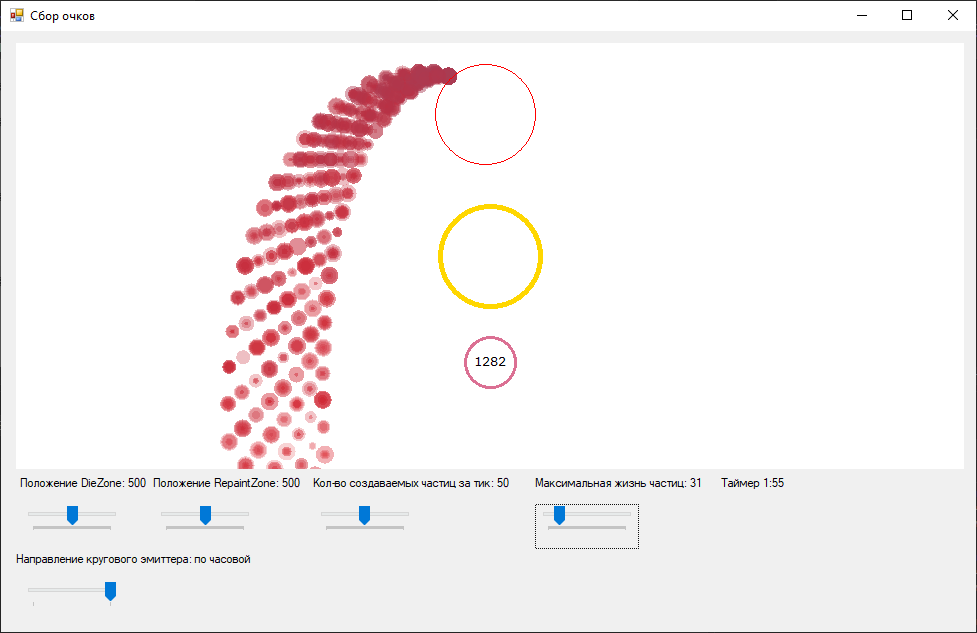 Сбор очков
1282
Положение DieZone: 500 Положение RepaintZone: 500 Кол-во создаваемых частиц за тик: 50 Максимальная жизнь частиц: 31 Таймер 1:55
Направление кругового эмиттера: по часовой